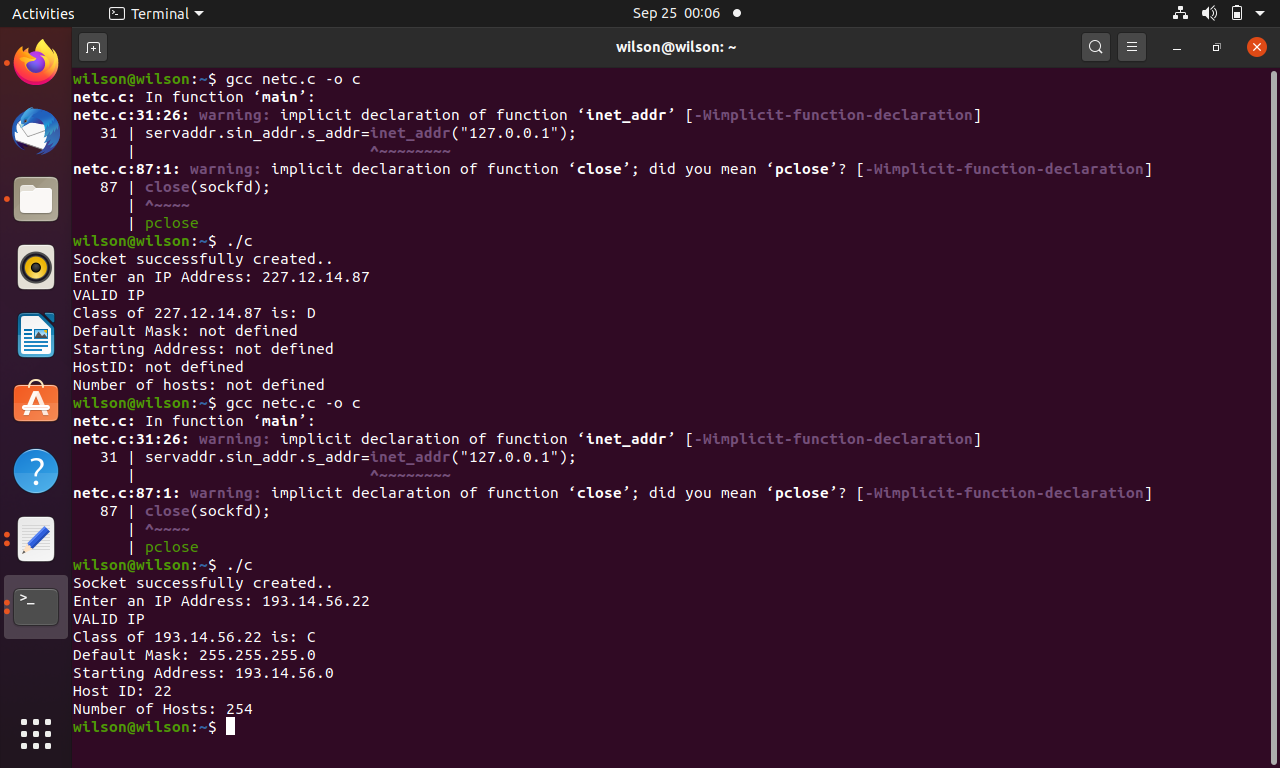 Activities
Terminal
Sep 25 00:06
wilson@wilson: ~
wilson@wilson:~$ gcc netc.c -o c
netc.c: In function ‘main’:
netc.c:31:26: warning: implicit declaration of function ‘inet_addr’ [-Wimplicit-function-declaration]
   31 | servaddr.sin_addr.s_addr=inet_addr("127.0.0.1");
      |                          ^~~~~~~~~
netc.c:87:1: warning: implicit declaration of function ‘close’; did you mean ‘pclose’? [-Wimplicit-function-declaration]
   87 | close(sockfd);
      | ^~~~~
      | pclose
wilson@wilson:~$ ./c
Socket successfully created..
Enter an IP Address: 227.12.14.87
VALID IP
Class of 227.12.14.87 is: D
Default Mask: not defined
Starting Address: not defined
HostID: not defined
Number of hosts: not defined
wilson@wilson:~$ gcc netc.c -o c
netc.c: In function ‘main’:
netc.c:31:26: warning: implicit declaration of function ‘inet_addr’ [-Wimplicit-function-declaration]
   31 | servaddr.sin_addr.s_addr=inet_addr("127.0.0.1");
      |                          ^~~~~~~~~
netc.c:87:1: warning: implicit declaration of function ‘close’; did you mean ‘pclose’? [-Wimplicit-function-declaration]
   87 | close(sockfd);
      | ^~~~~
      | pclose
wilson@wilson:~$ ./c
Socket successfully created..
Enter an IP Address: 193.14.56.22
VALID IP
Class of 193.14.56.22 is: C
Default Mask: 255.255.255.0
Starting Address: 193.14.56.0
Host ID: 22
Number of Hosts: 254
wilson@wilson:~$